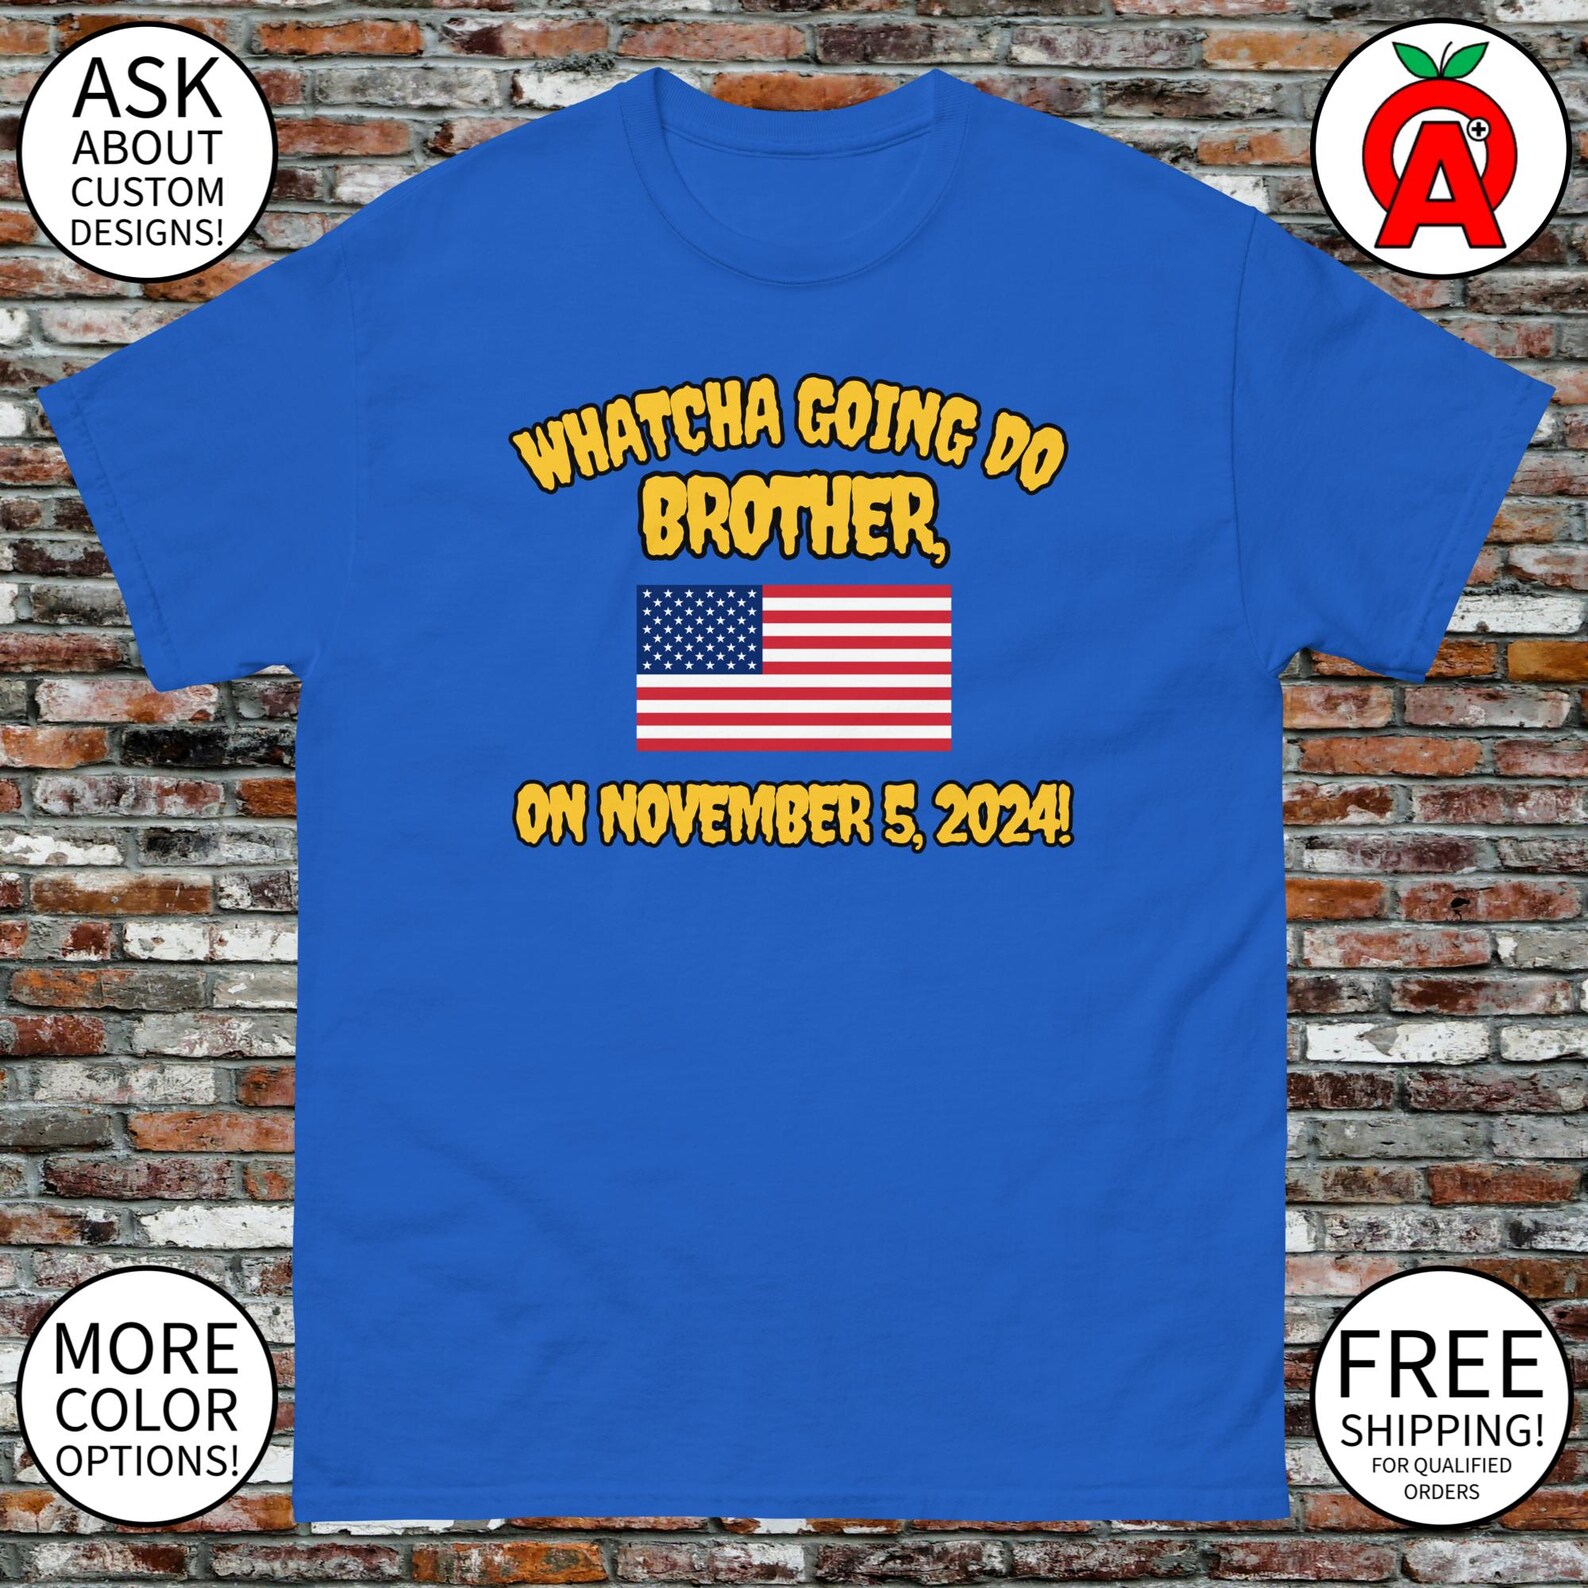 ASK
ABOUT
CUSTOM
DESIGNS!
A+
WHATCHA GOING DO
BROTHER,
ON NOVEMBER 5, 2024!
MORE
COLOR
OPTIONS!
FREE
SHIPPING!
FOR QUALIFIED
ORDERS